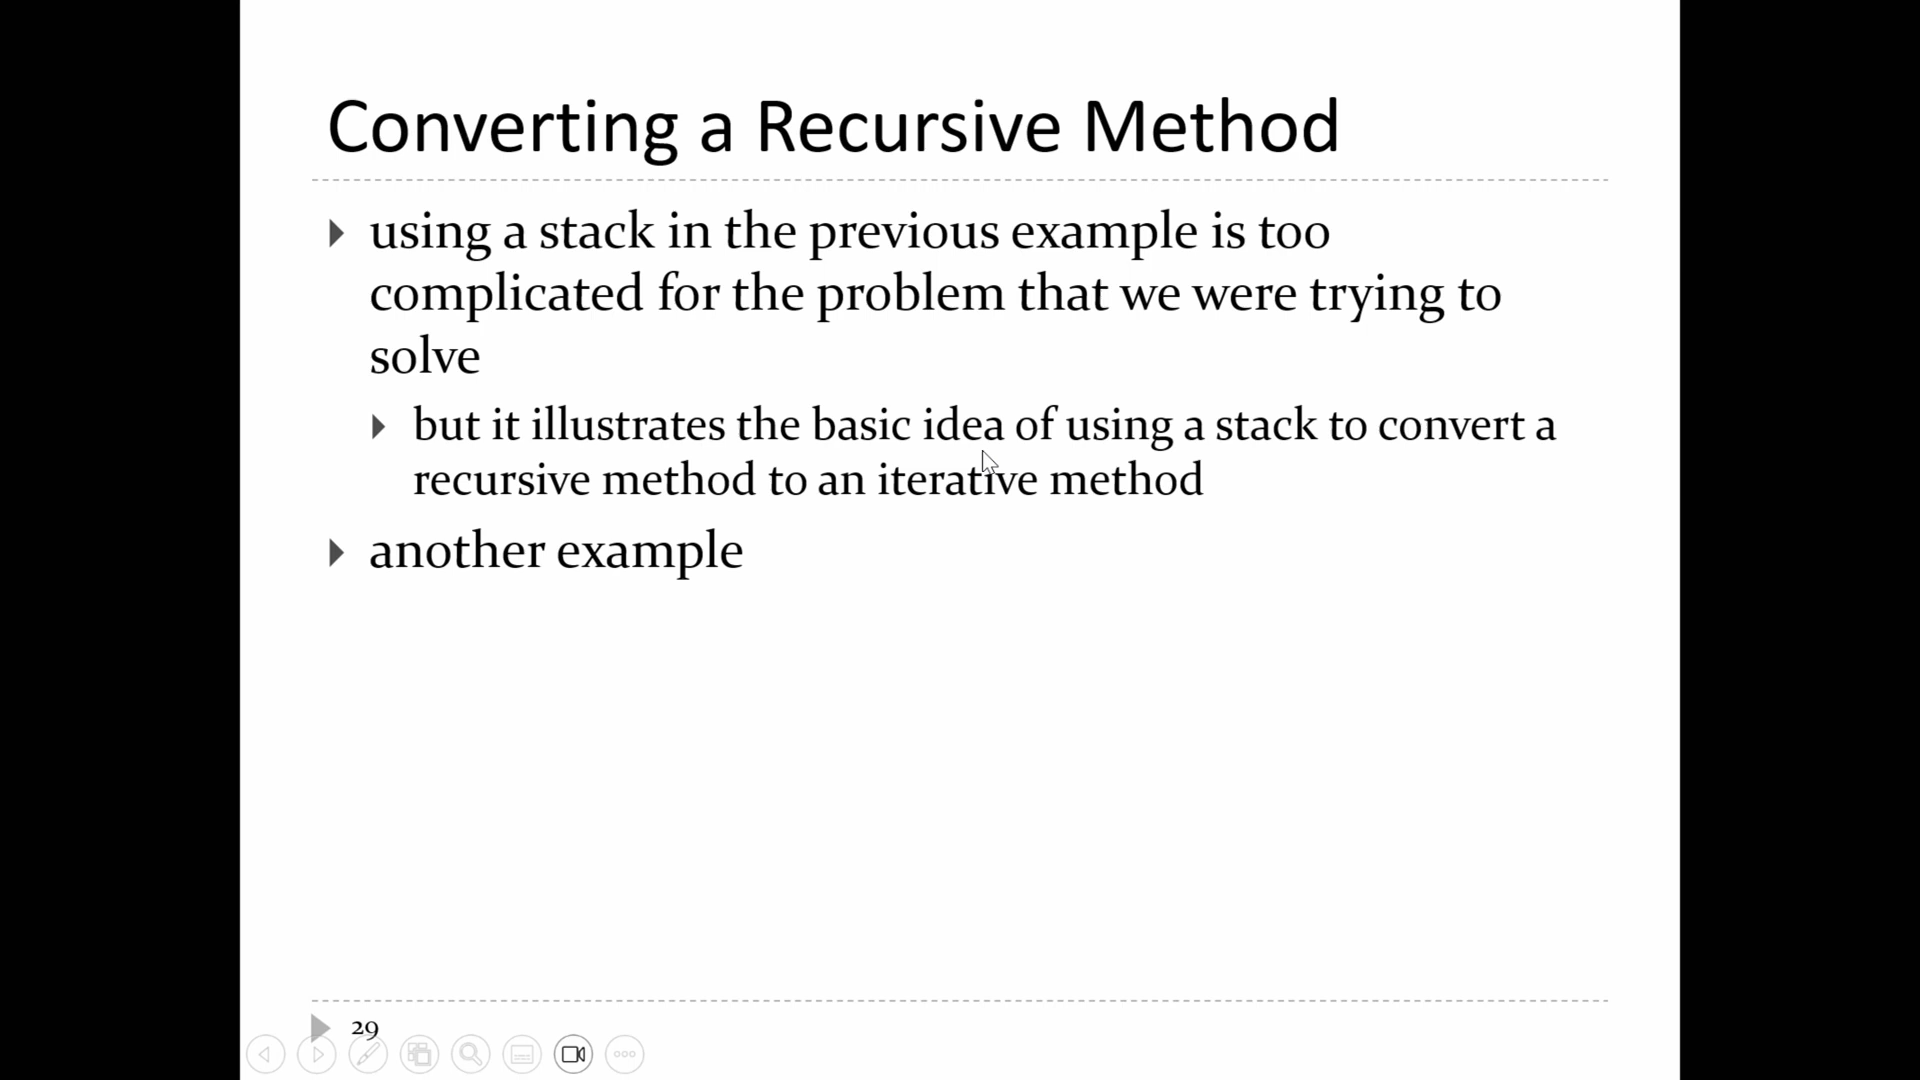 Converting a Recursive Method
using a stack in the previous example is too
complicated for the problem that we were trying to
solve
but it illustrates the basic idea of using a stack to convert a
recursive method to an iterative method
another example
29